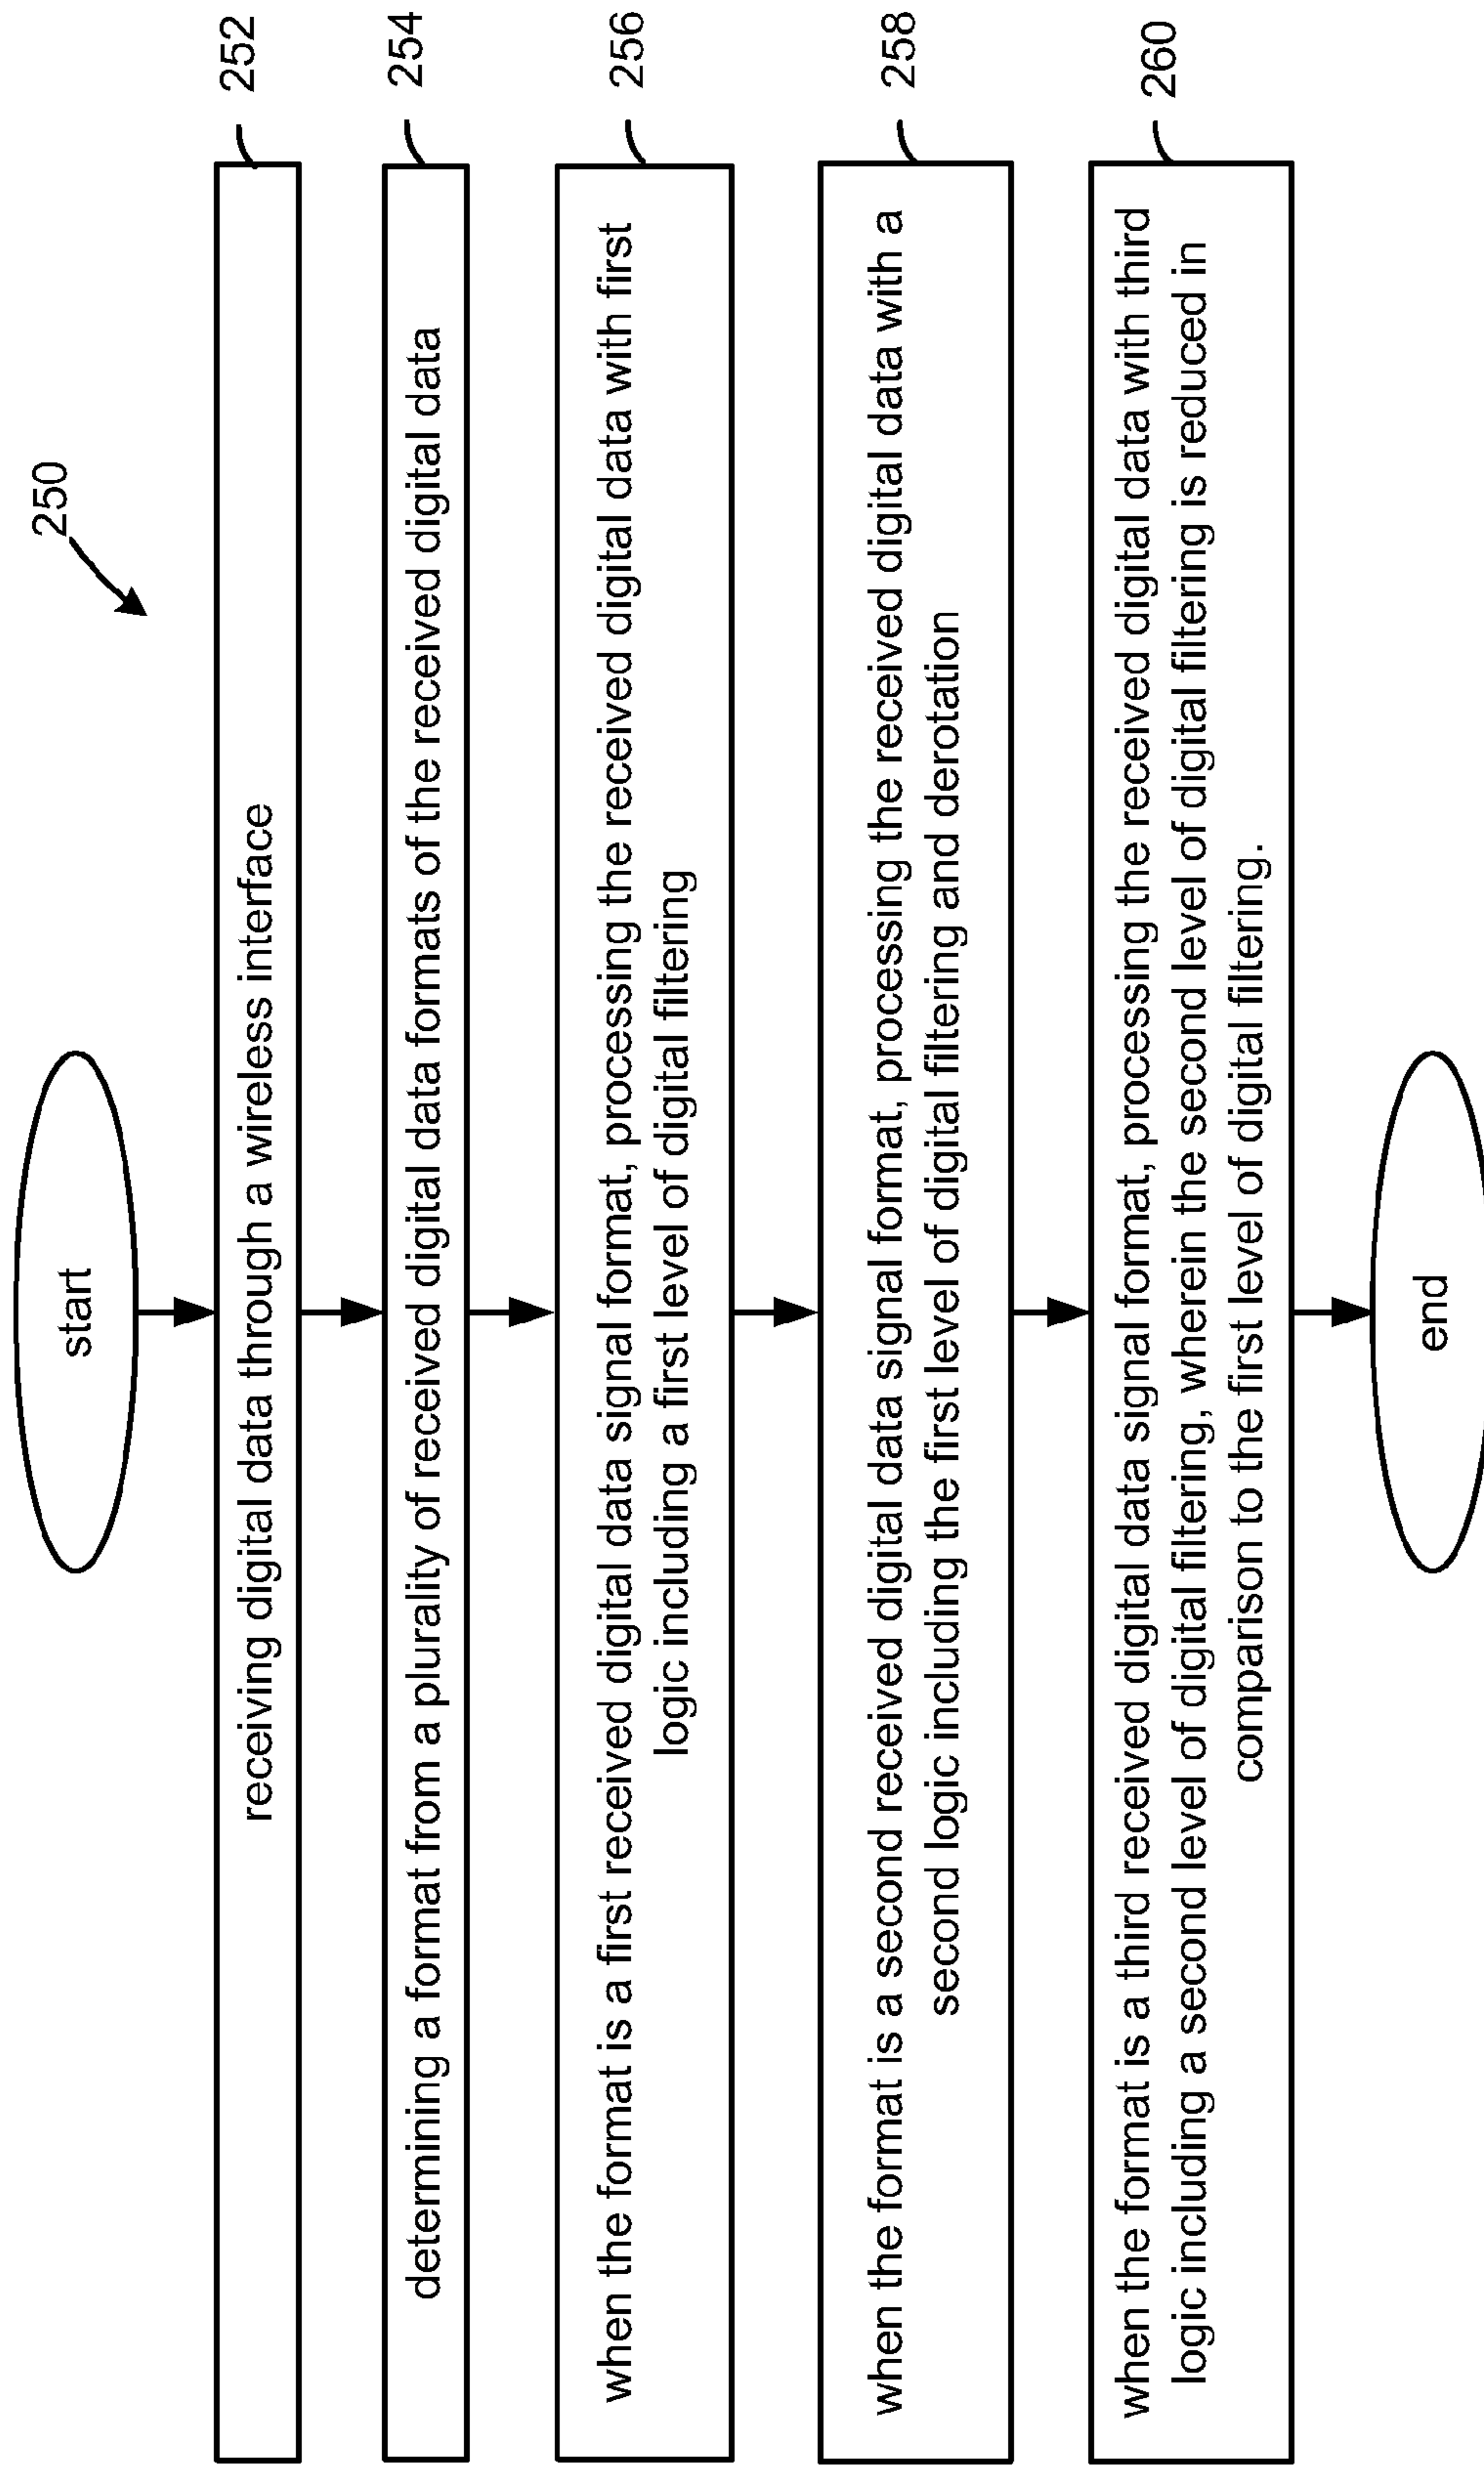 250
start
receiving digital data through a wireless interface
252
determining a format from a plurality of received digital data formats of the received digital data
254
when the format is a first received digital data signal format, processing the received digital data with first
logic including a first level of digital filtering
256
when the format is a second received digital data signal format, processing the received digital data with a
second logic including the first level of digital filtering and derotation
258
when the format is a third received digital data signal format, processing the received digital data with third
logic including a second level of digital filtering, wherein the second level of digital filtering is reduced in
comparison to the first level of digital filtering.
260
end